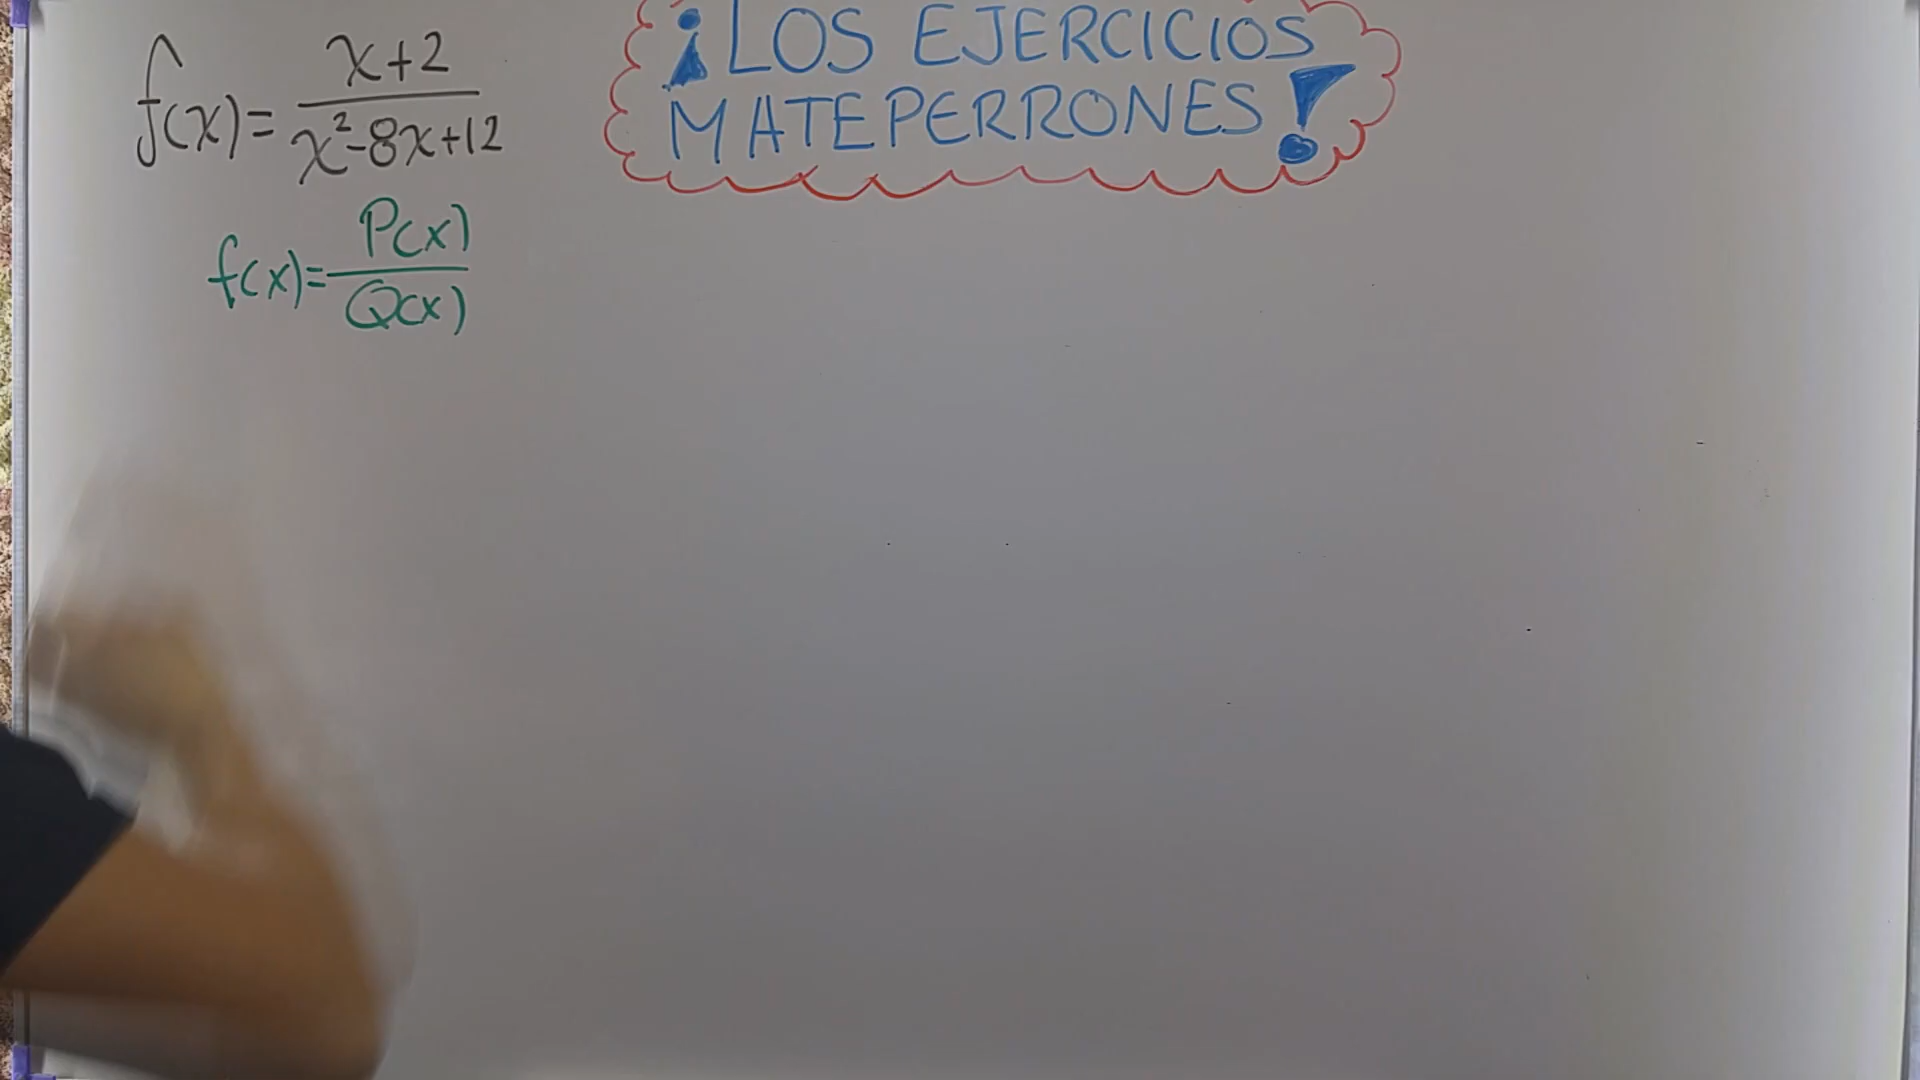 f(x)= x+2 / x²-8x+12
f(x)= P(x) / Q(x)
¡LOS EJERCICIOS
MATEPERRONES!